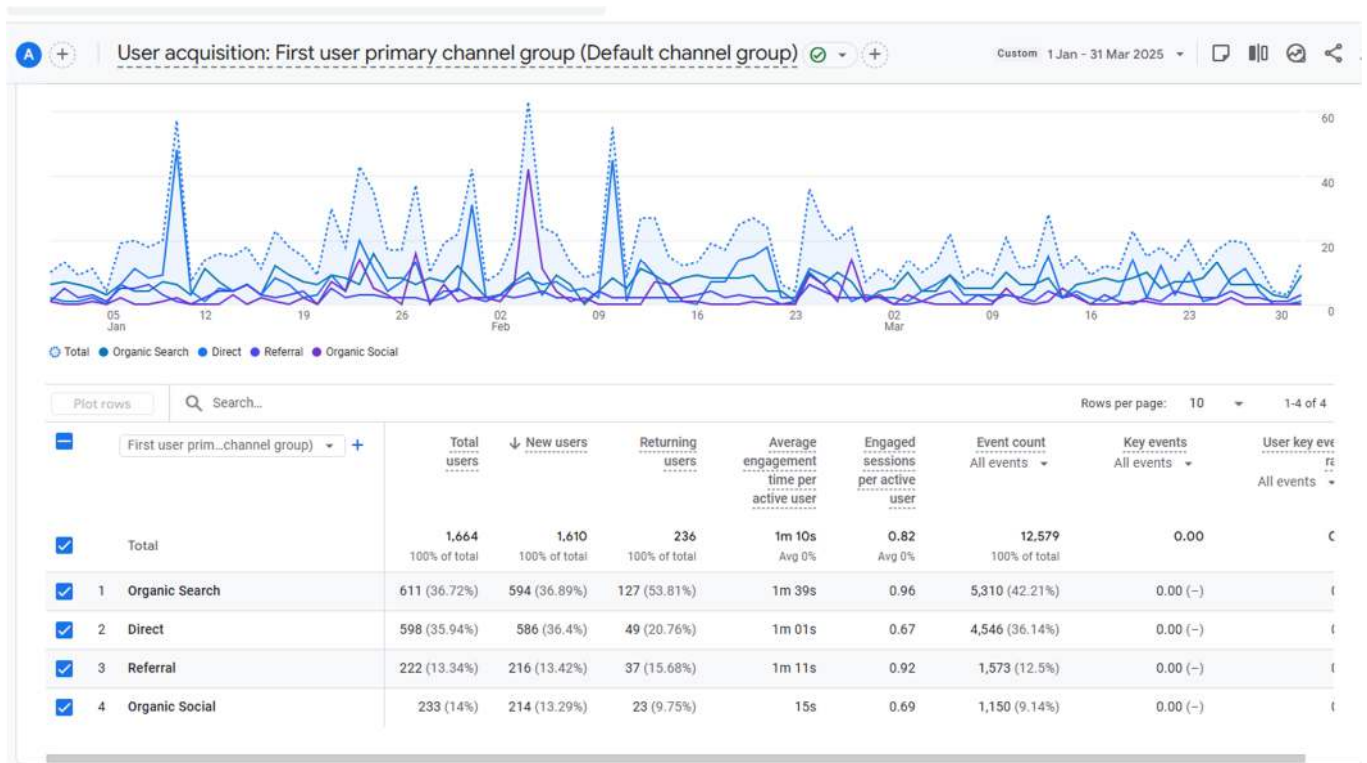 A
User acquisition: First user primary channel group (Default channel group)
Custom 1 Jan - 31 Mar 2025
60
40
20
0
05 12 19 26 02 09 16 23 02 09 16 23 30
Jan Feb Mar
Total Organic Search Direct Referral Organic Social
Plot rows Search... Rows per page: 10 1-4 of 4
First user prim...channel group) +
Total users
New users
Returning users
Average engagement time per active user
Engaged sessions per active user
Event count All events
Key events All events
User key eve
All events
Total 1,664 1,610 236 1m 10s 0.82 12,579 0.00
100% of total 100% of total 100% of total Avg 0% Avg 0% 100% of total
1 Organic Search 611 (36.72%) 594 (36.89%) 127 (53.81%) 1m 39s 0.96 5,310 (42.21%) 0.00 (–)
2 Direct 598 (35.94%) 586 (36.4%) 49 (20.76%) 1m 01s 0.67 4,546 (36.14%) 0.00 (–)
3 Referral 222 (13.34%) 216 (13.42%) 37 (15.68%) 1m 11s 0.92 1,573 (12.5%) 0.00 (–)
4 Organic Social 233 (14%) 214 (13.29%) 23 (9.75%) 15s 0.69 1,150 (9.14%) 0.00 (–)